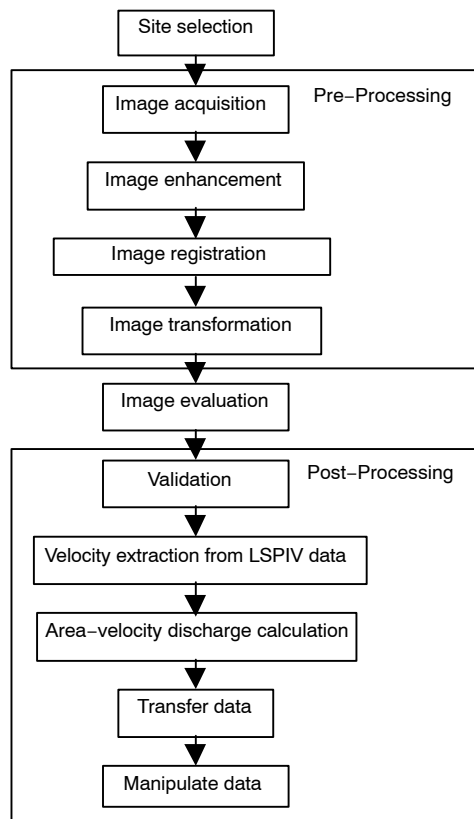 Site selection
Pre−Processing
Image acquisition
Image enhancement
Image registration
Image transformation
Image evaluation
Post−Processing
Validation
Velocity extraction from LSPIV data
Area−velocity discharge calculation
Transfer data
Manipulate data